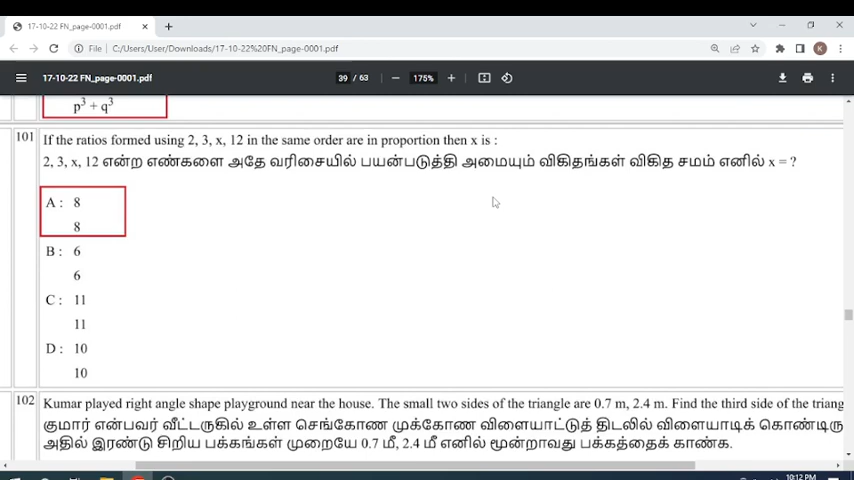 17-10-22 FN_page-0001.pdf
File C:/Users/User/Downloads/17-10-22%20FN_page-0001.pdf
K
17-10-22 FN_page-0001.pdf 39 / 63 175%
p³ + q³
101 If the ratios formed using 2, 3, x, 12 in the same order are in proportion then x is :
2, 3, x, 12 என்ற எண்களை அதே வரிசையில் பயன்படுத்தி அமையும் விகிதங்கள் விகித சமம் எனில் x = ?
A : 8
8
B : 6
6
C : 11
11
D : 10
10
102 Kumar played right angle shape playground near the house. The small two sides of the triangle are 0.7 m, 2.4 m. Find the third side of the triang
குமார் என்பவர் வீட்டருகில் உள்ள செங்கோண முக்கோண விளையாட்டுத் திடலில் விளையாடிக் கொண்டிரு
அதில் இரண்டு சிறிய பக்கங்கள் முறையே 0.7 மீ, 2.4 மீ எனில் மூன்றாவது பக்கத்தைக் காண்க.
10:12 PM